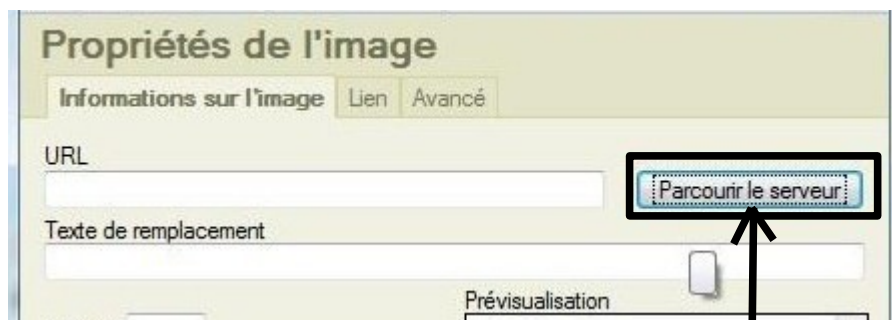 Propriétés de l'image
Informations sur l'image Lien Avancé
URL
Parcourir le serveur
Texte de remplacement
Prévisualisation